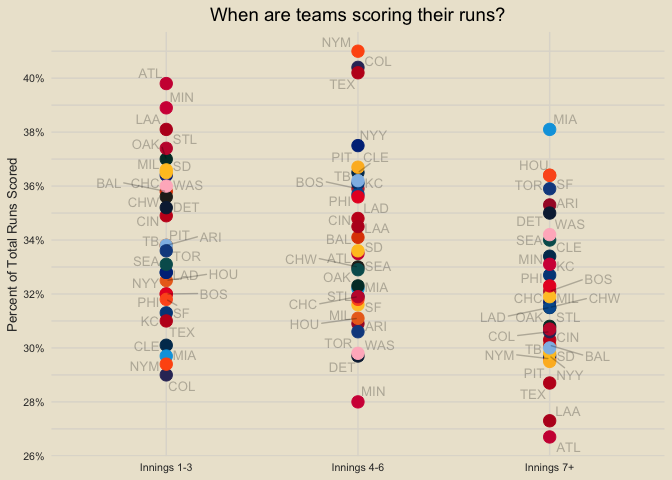 When are teams scoring their runs?
Percent of Total Runs Scored
40%
38%
36%
34%
32%
30%
28%
26%
ATL
MIN
LAA
OAK STL
MIL SD
BAL CHC WAS
CHW DET
CIN
TB PIT ARI
SEA TOR
NYY LAD HOU
PHI BOS
KC SF
TEX
CLE MIA
NYM
COL
NYM
COL
TEX
NYY
PIT CLE
BOS TB KC
PHI LAD
CIN LAA
BAL SD
CHW ATL SEA
OAK MIA
CHC STL SF
HOU MIL ARI
TOR WAS
DET
MIN
MIA
HOU
TOR SF
ARI
DET WAS
SEA CLE
MIN KC
PHI BOS
CHC MIL CHW
LAD OAK STL
COL CIN
TB BAL
NYM SD
PIT NYY
TEX
LAA
ATL
Innings 1-3
Innings 4-6
Innings 7+